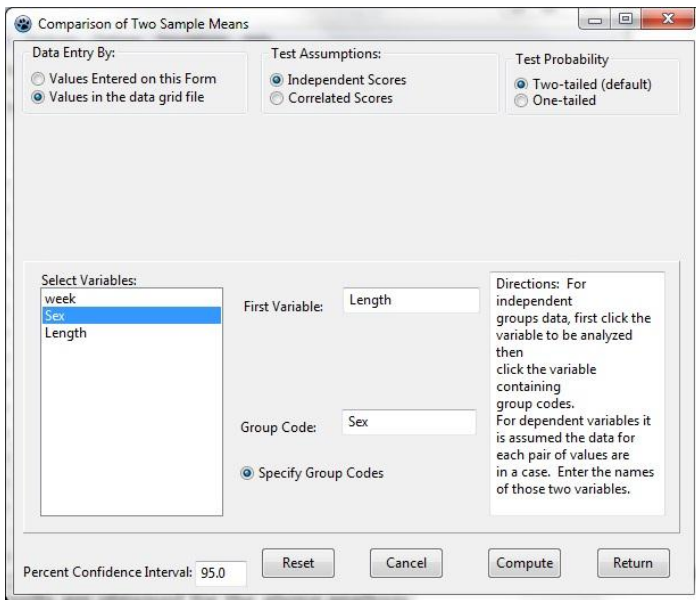 Comparison of Two Sample Means
Data Entry By:
Values Entered on this Form
Values in the data grid file
Test Assumptions:
Independent Scores
Correlated Scores
Test Probability
Two-tailed (default)
One-tailed
Select Variables:
week
Sex
Length
First Variable:
Length
Group Code:
Sex
Specify Group Codes
Directions: For
independent
groups data, first click the
variable to be analyzed
then
click the variable
containing
group codes.
For dependent variables it
is assumed the data for
each pair of values are
in a case. Enter the names
of those two variables.
Percent Confidence Interval: 95.0
Reset
Cancel
Compute
Return